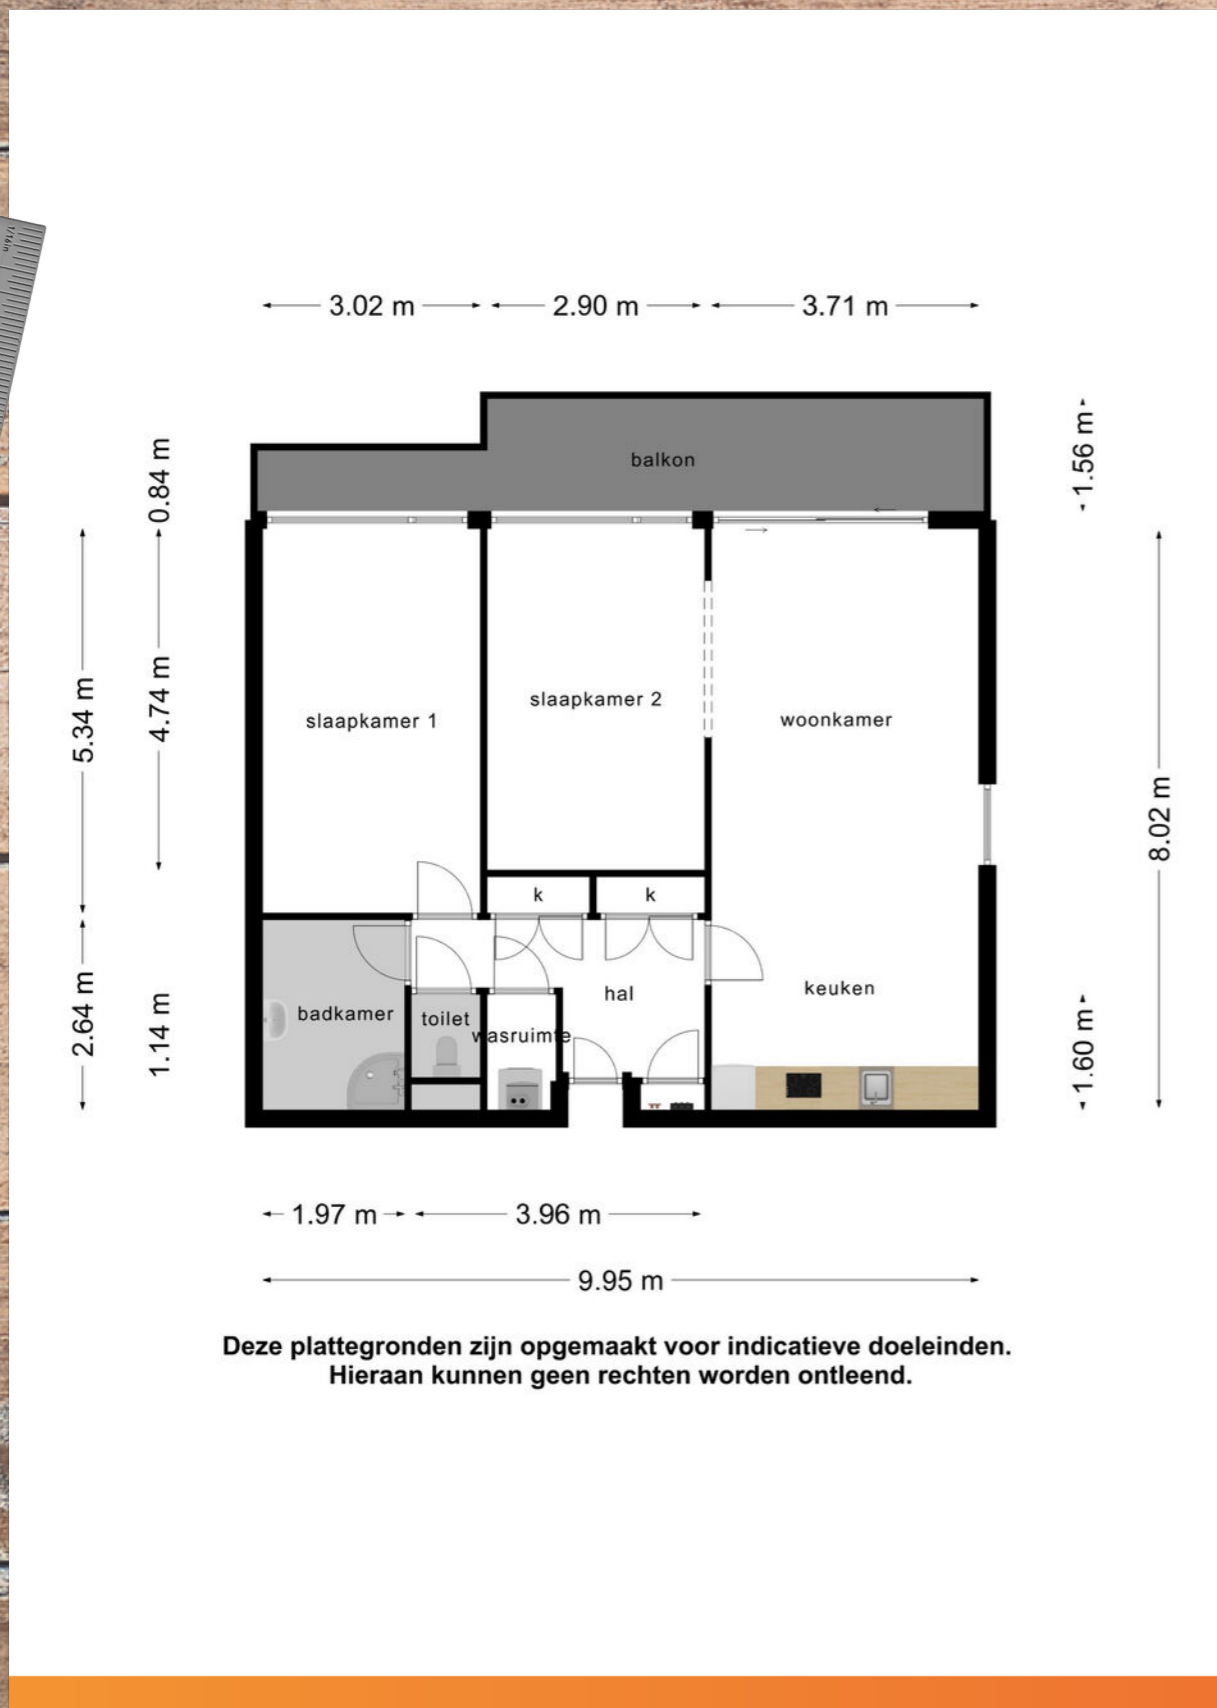 1/16in
3.02 m
2.90 m
3.71 m
balkon
0.84 m
1.56 m
5.34 m
4.74 m
slaapkamer 1
slaapkamer 2
woonkamer
8.02 m
k
k
2.64 m
1.14 m
badkamer
toilet
wasruimte
hal
keuken
1.60 m
1.97 m
3.96 m
9.95 m
Deze plattegronden zijn opgemaakt voor indicatieve doeleinden.
Hieraan kunnen geen rechten worden ontleend.